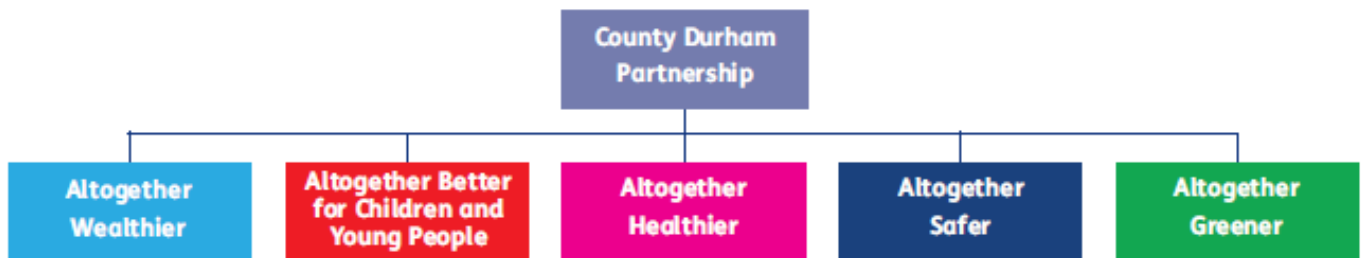 County Durham
Partnership
Altogether
Wealthier
Altogether Better
for Children and
Young People
Altogether
Healthier
Altogether
Safer
Altogether
Greener